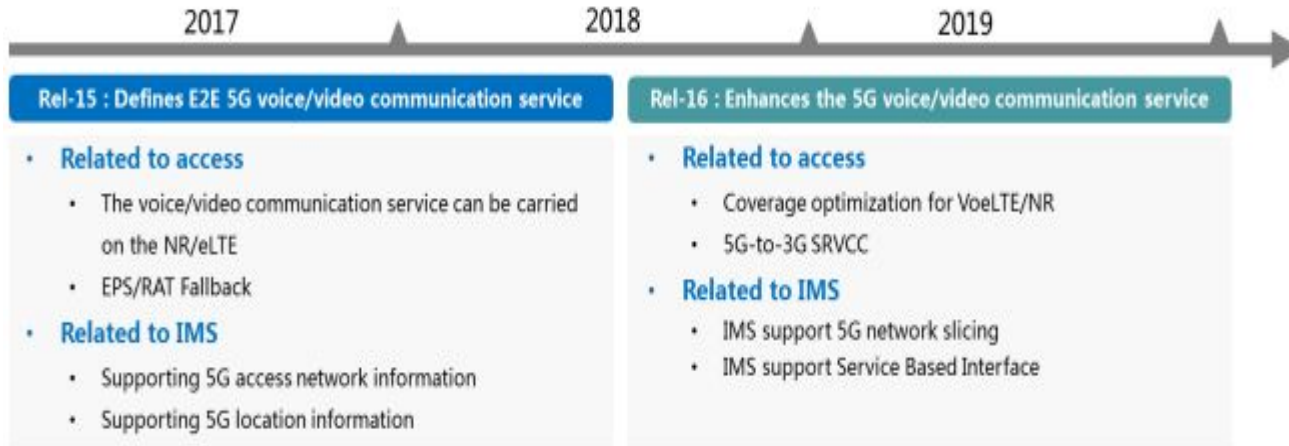 2017 2018 2019
Rel-15 : Defines E2E 5G voice/video communication service
• Related to access
• The voice/video communication service can be carried
on the NR/eLTE
• EPS/RAT Fallback
• Related to IMS
• Supporting 5G access network information
• Supporting 5G location information
Rel-16 : Enhances the 5G voice/video communication service
• Related to access
• Coverage optimization for VoeLTE/NR
• 5G-to-3G SRVCC
• Related to IMS
• IMS support 5G network slicing
• IMS support Service Based Interface